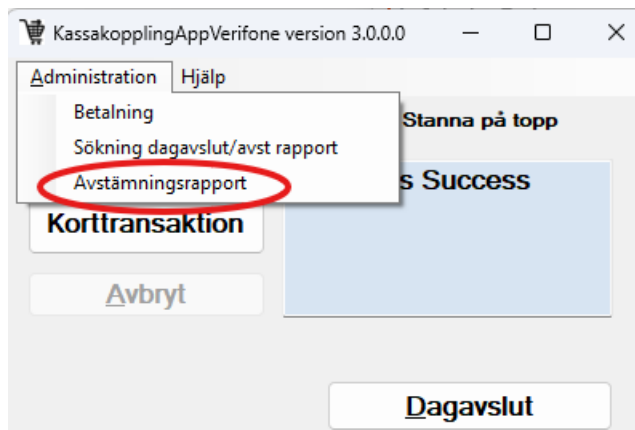 KassakopplingAppVerifone version 3.0.0.0
Administration Hjälp
Betalning
Stanna på topp
Sökning dagavslut/avst rapport
Avstämningsrapport
s Success
Korttransaktion
Avbryt
Dagavslut